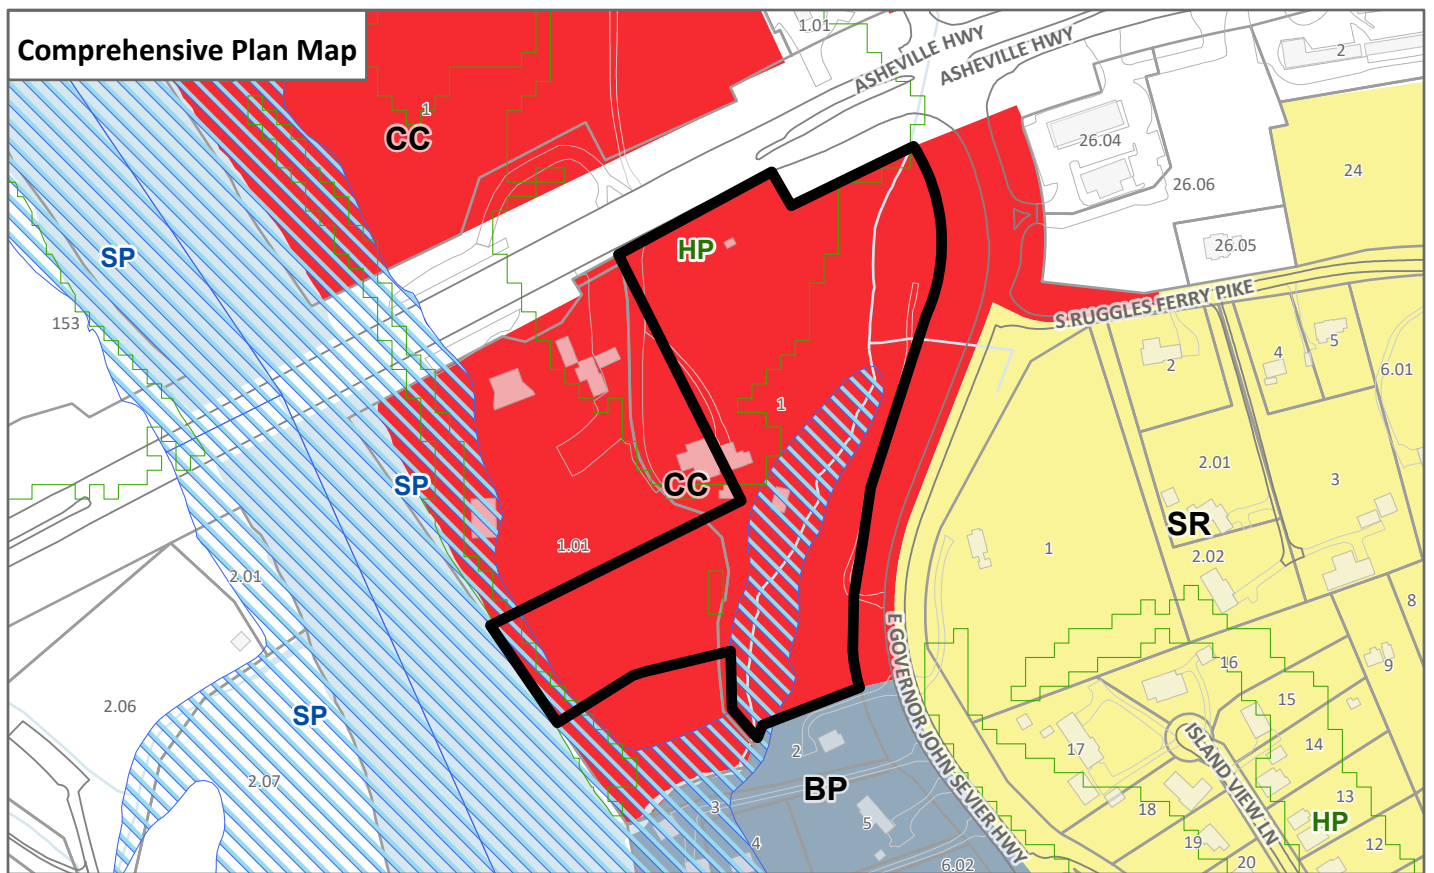 Comprehensive Plan Map
1.01
ASHEVILLE HWY
ASHEVILLE HWY
2
1
CC
26.04
24
26.06
HP
26.05
SP
S RUGGLES FERRY PIKE
153
5
4
2
6.01
1
2.01
SP
CC
3
SR
1.01
1
2.02
2.01
8
E GOVERNOR JOHN SEVIER HWY
16
9
15
2.06
SP
ISLAND VIEW LN
14
17
2
2.07
BP
13
3
18
HP
5
4
19
12
20
6.02